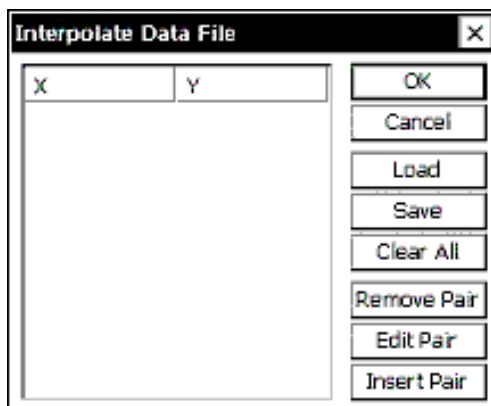 Interpolate Data File
X Y
OK
Cancel
Load
Save
Clear All
Remove Pair
Edit Pair
Insert Pair